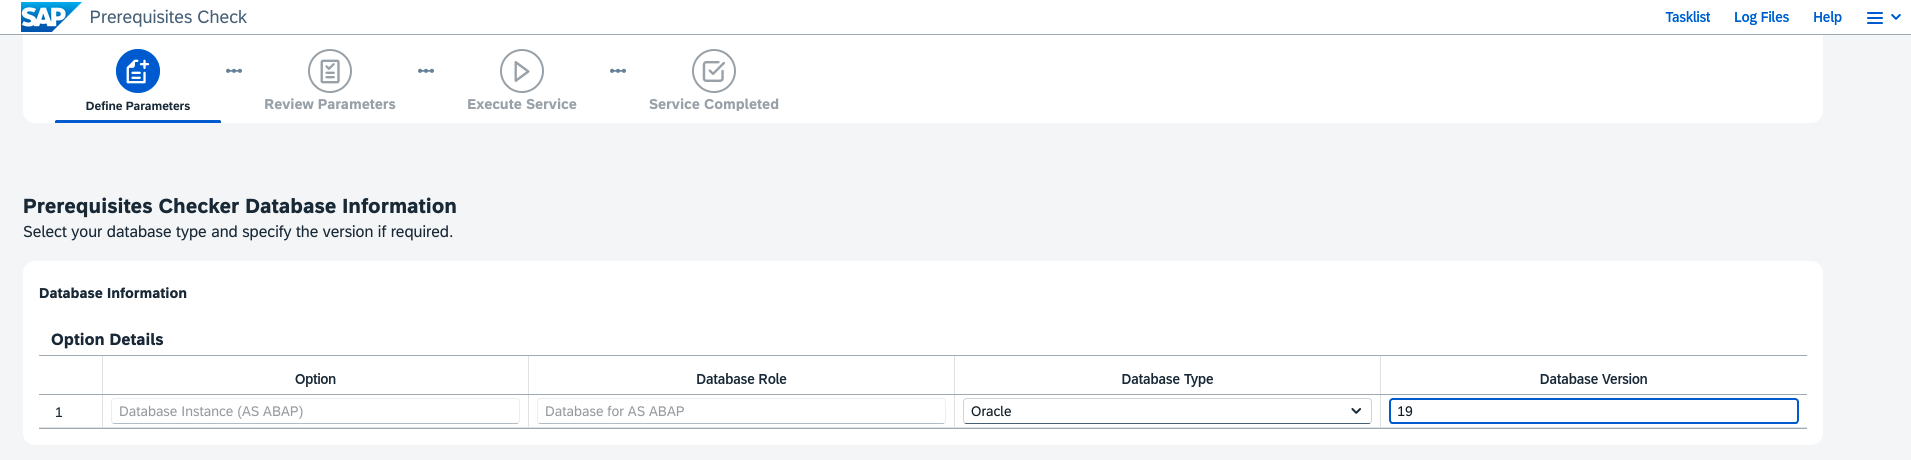 SAP Prerequisites Check Tasklist Log Files Help
Define Parameters Review Parameters Execute Service Service Completed
Prerequisites Checker Database Information
Select your database type and specify the version if required.
Database Information
Option Details
Option Database Role Database Type Database Version
1 Database Instance (AS ABAP) Database for AS ABAP Oracle 19